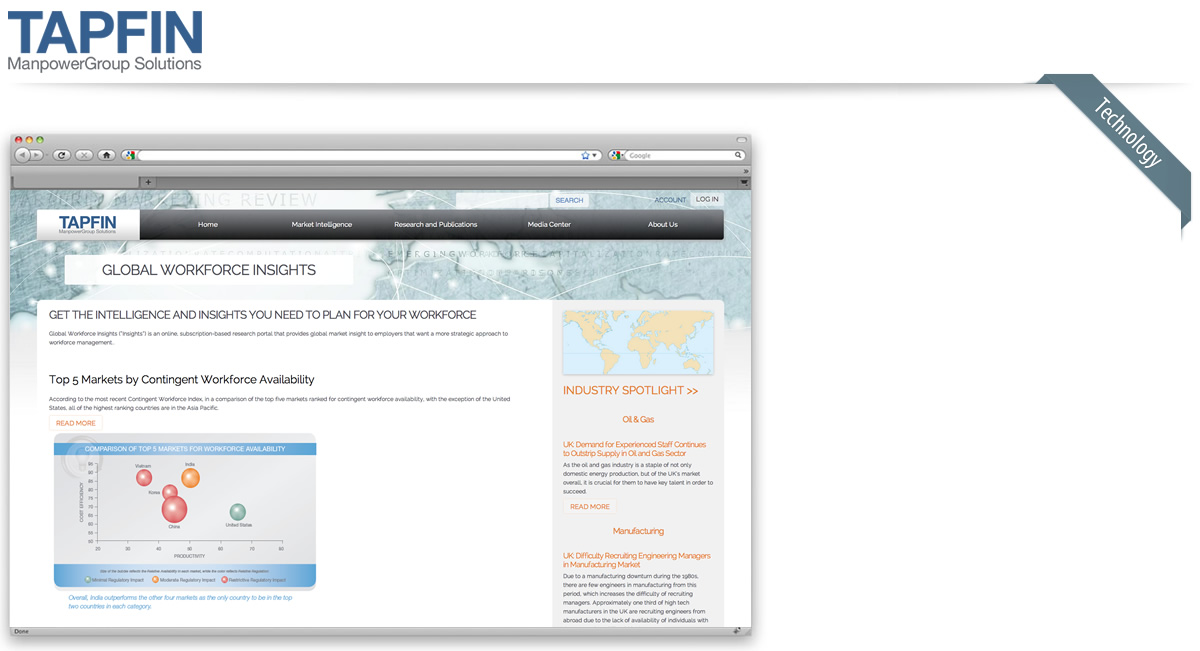 TAPFIN
ManpowerGroup Solutions
Technology
Google
MARKETING REVIEW
SEARCH
ACCOUNT
LOG IN
TAPFIN
ManpowerGroup Solutions
Home
Market Intelligence
Research and Publications
Media Center
About Us
GLOBAL WORKFORCE INSIGHTS
GET THE INTELLIGENCE AND INSIGHTS YOU NEED TO PLAN FOR YOUR WORKFORCE
Global Workforce Insights ("Insights") is an online, subscription-based research portal that provides global market insight to employers that want a more strategic approach to
workforce management.
Top 5 Markets by Contingent Workforce Availability
According to the most recent Contingent Workforce Index, in a comparison of the top five markets ranked for contingent workforce availability, with the exception of the United
States, all of the highest ranking countries are in the Asia Pacific.
READ MORE
COMPARISON OF TOP 5 MARKETS FOR WORKFORCE AVAILABILITY
Vietnam
India
Korea
China
United States
COST EFFICIENCY
20 30 40 50 60 70 80
PRODUCTIVITY
Minimal Regulatory Impact
Moderate Regulatory Impact
Restrictive Regulatory Impact
Overall, India outperforms the other four markets as the only country to be in the top
two countries in each category.
INDUSTRY SPOTLIGHT >>
Oil & Gas
UK Demand for Experienced Staff Continues
to Outstrip Supply in Oil and Gas Sector
As the oil and gas industry is a staple of not only
domestic energy production, but of the UK's market
overall, it is crucial for them to have key talent in order to
succeed.
READ MORE
Manufacturing
UK Difficulty Recruiting Engineering Managers
in Manufacturing Market
Due to a manufacturing downturn during the 1980s,
there are few engineers in manufacturing from this
period, which increases the difficulty of recruiting
managers. Approximately one third of high tech
manufacturers in the UK are recruiting engineers from
abroad due to the lack of availability of individuals with
Done